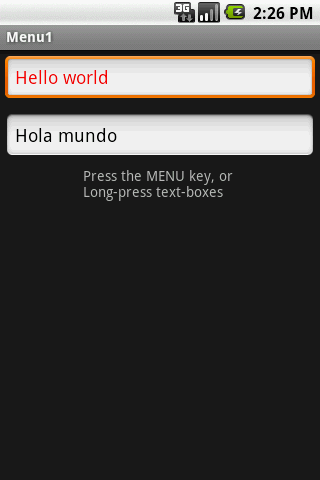 3G 2:26 PM
Menu1
Hello world
Hola mundo
Press the MENU key, or
Long-press text-boxes